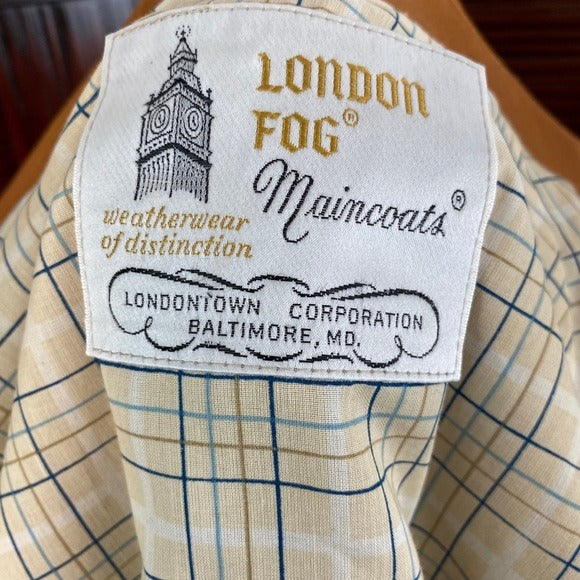 LONDON
FOG®
Maincoats®
weatherwear
of distinction
LONDONTOWN CORPORATION
BALTIMORE, MD.